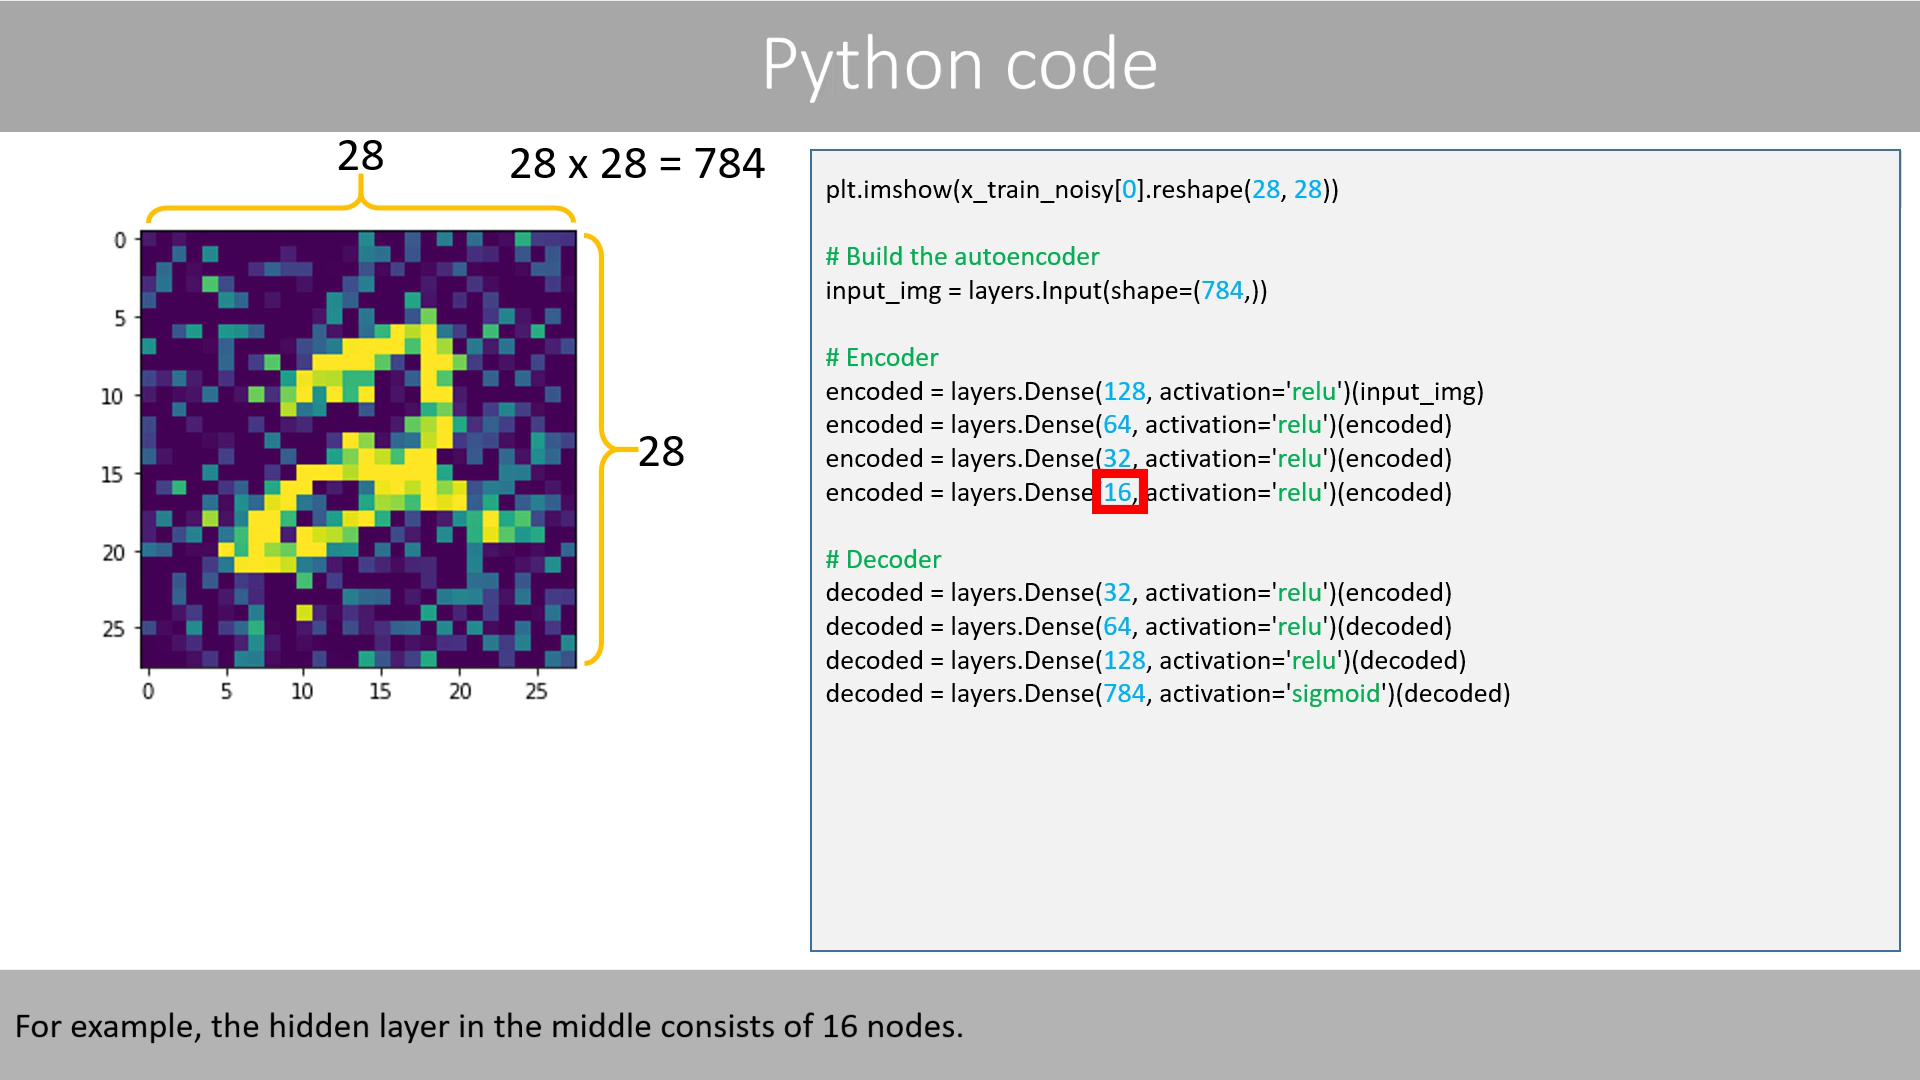 Python code
28
28 x 28 = 784
28
0
5
10
15
20
25
0 5 10 15 20 25
plt.imshow(x_train_noisy[0].reshape(28, 28))
# Build the autoencoder
input_img = layers.Input(shape=(784,))
# Encoder
encoded = layers.Dense(128, activation='relu')(input_img)
encoded = layers.Dense(64, activation='relu')(encoded)
encoded = layers.Dense(32, activation='relu')(encoded)
encoded = layers.Dense 16, activation='relu')(encoded)
# Decoder
decoded = layers.Dense(32, activation='relu')(encoded)
decoded = layers.Dense(64, activation='relu')(decoded)
decoded = layers.Dense(128, activation='relu')(decoded)
decoded = layers.Dense(784, activation='sigmoid')(decoded)
For example, the hidden layer in the middle consists of 16 nodes.